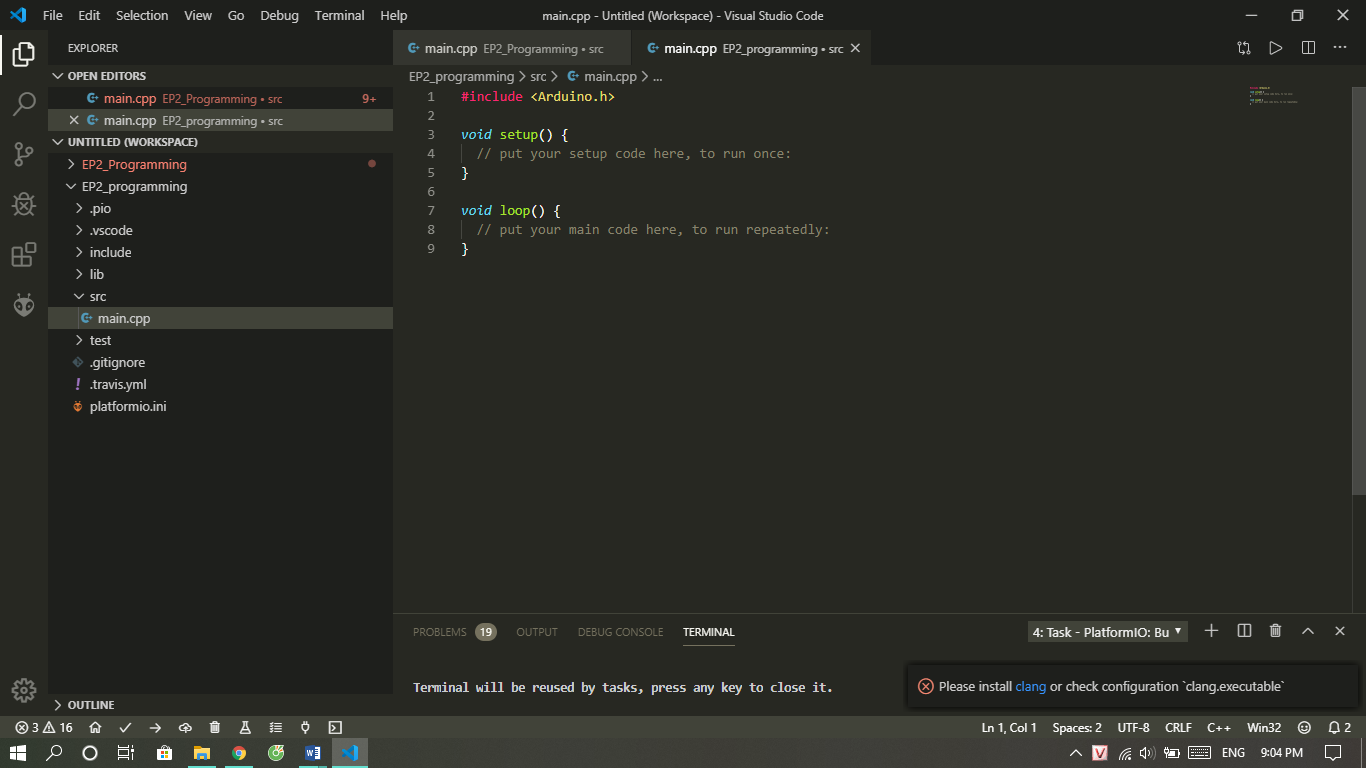 File Edit Selection View Go Debug Terminal Help main.cpp - Untitled (Workspace) - Visual Studio Code
EXPLORER
OPEN EDITORS
main.cpp EP2_Programming • src 9+
main.cpp EP2_programming • src
UNTITLED (WORKSPACE)
EP2_Programming
EP2_programming
.pio
.vscode
include
lib
src
main.cpp
test
.gitignore
.travis.yml
platformio.ini
OUTLINE
main.cpp EP2_Programming • src main.cpp EP2_programming • src
EP2_programming > src > main.cpp > ...
1 #include <Arduino.h>
2
3 void setup() {
4 // put your setup code here, to run once:
5 }
6
7 void loop() {
8 // put your main code here, to run repeatedly:
9 }
PROBLEMS 19 OUTPUT DEBUG CONSOLE TERMINAL 4: Task - PlatformIO: Bu
Terminal will be reused by tasks, press any key to close it.
Please install clang or check configuration `clang.executable`
3 16 Ln 1, Col 1 Spaces: 2 UTF-8 CRLF C++ Win32 2
ENG 9:04 PM